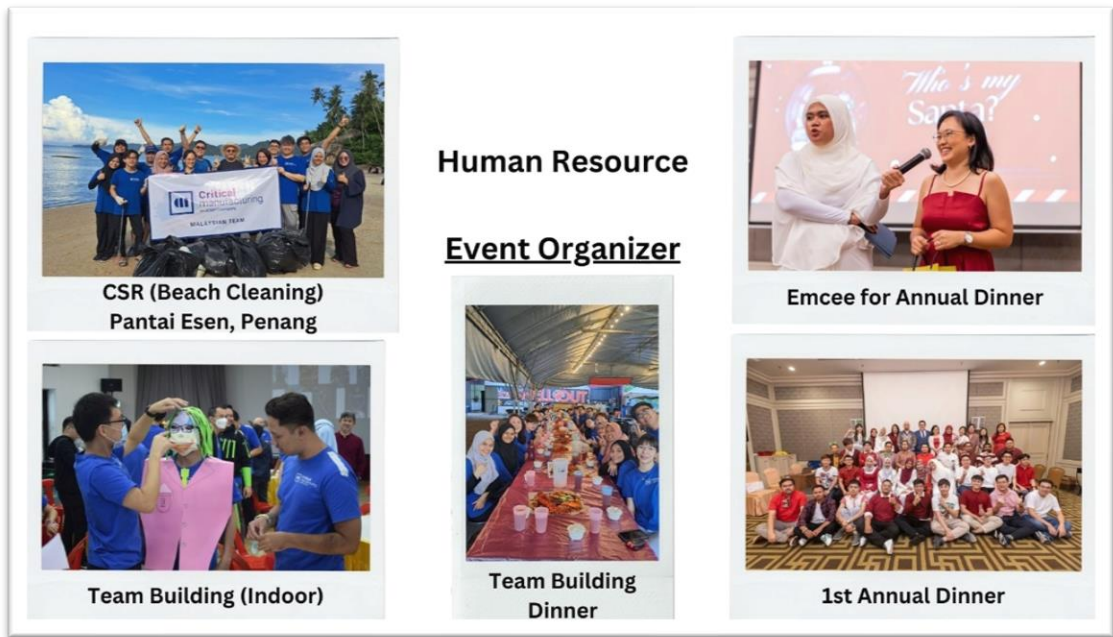 Human Resource
Event Organizer
Critical
manufacturing
MALAYSIAN TEAM
CSR (Beach Cleaning)
Pantai Esen, Penang
Who's my
Santa?
Emcee for Annual Dinner
Team Building (Indoor)
Team Building
Dinner
1st Annual Dinner